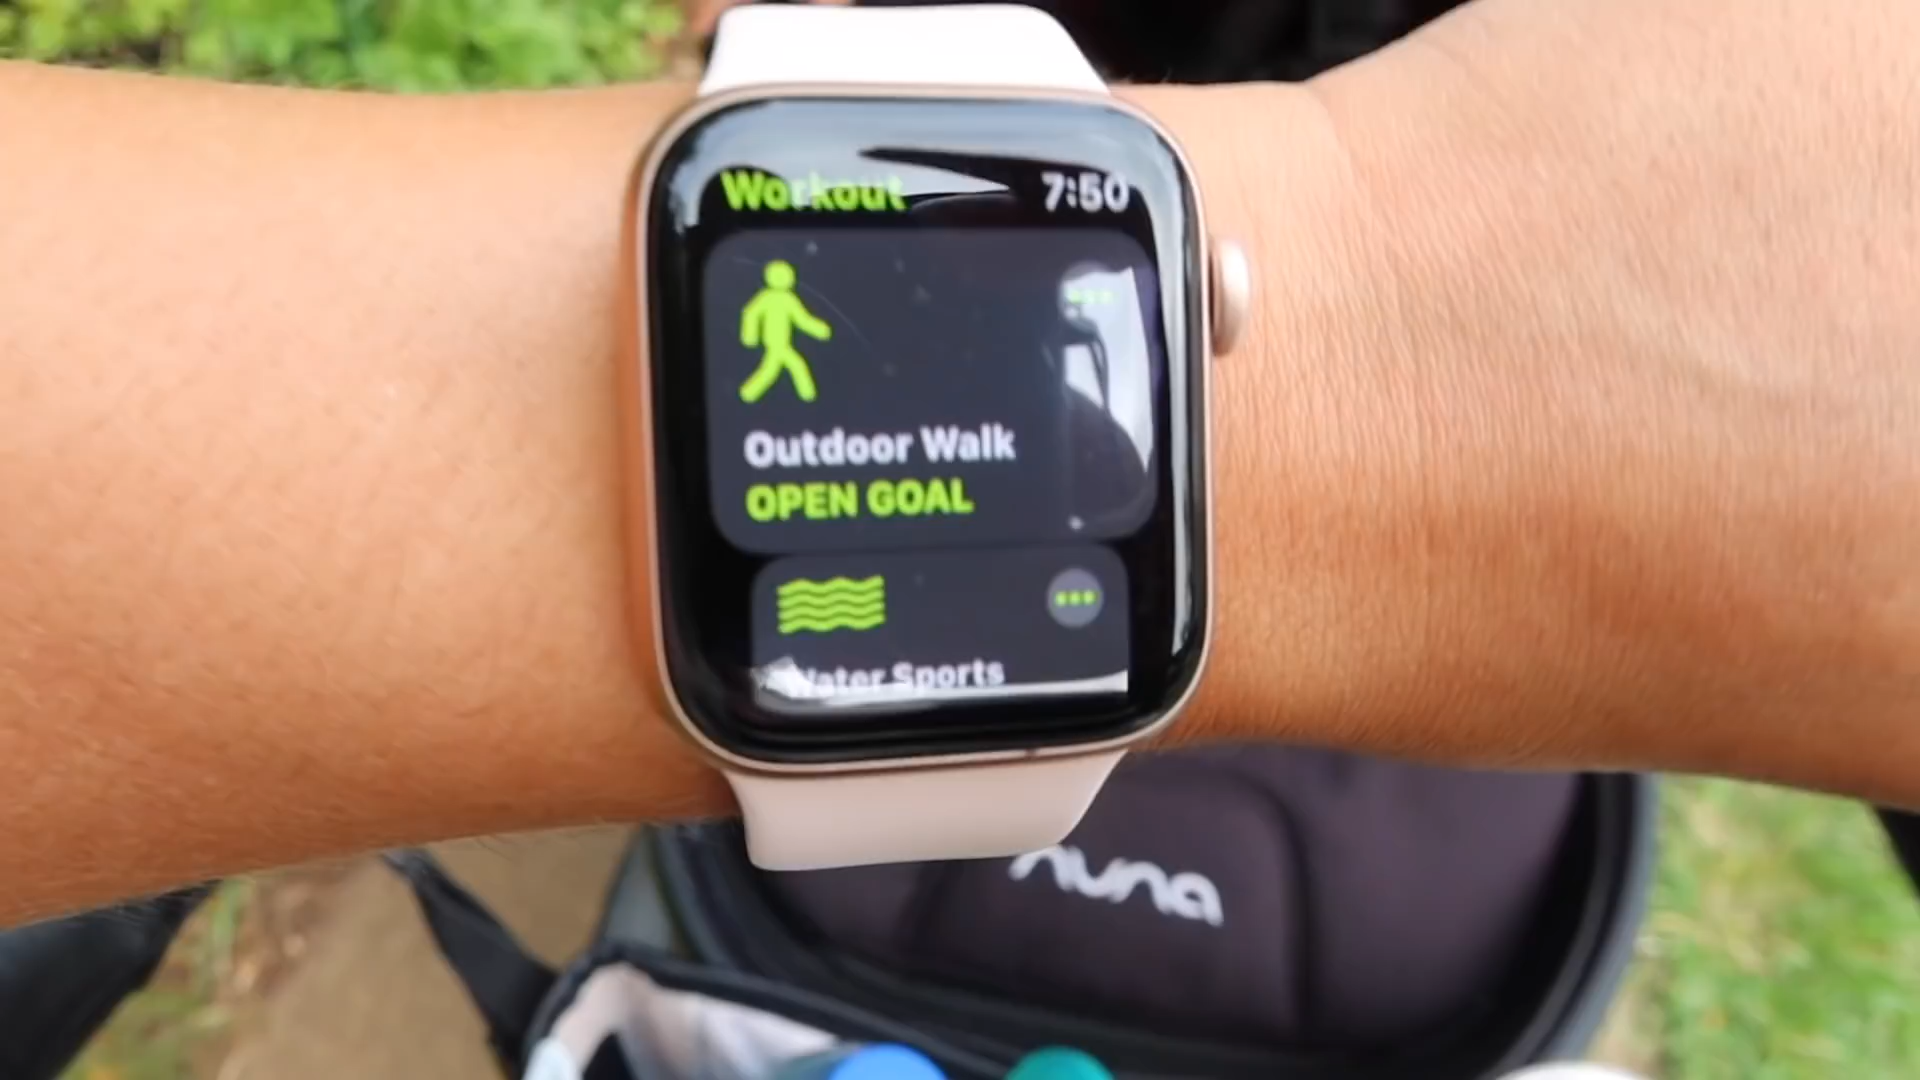 Workout 7:50
Outdoor Walk
OPEN GOAL
Water Sports
nuna